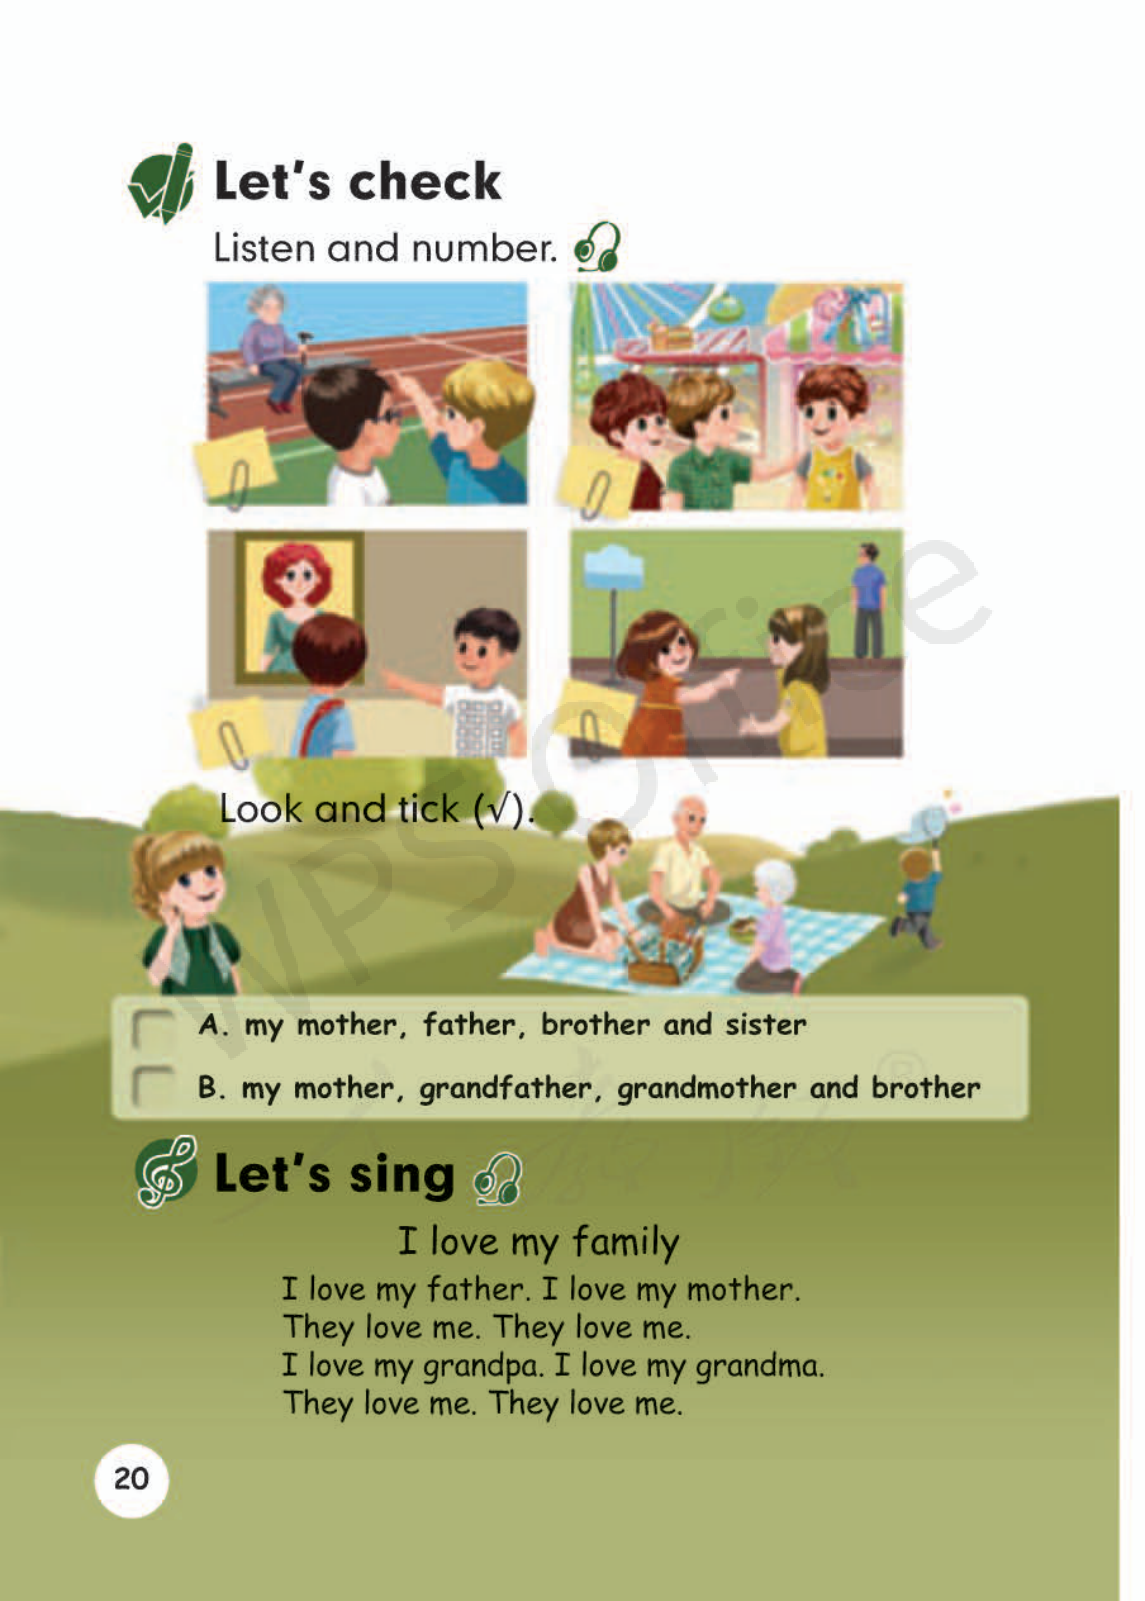 Let's check
Listen and number.
Look and tick (√).
A. my mother, father, brother and sister
B. my mother, grandfather, grandmother and brother
Let's sing
I love my family
I love my father. I love my mother.
They love me. They love me.
I love my grandpa. I love my grandma.
They love me. They love me.
20
WPS Office